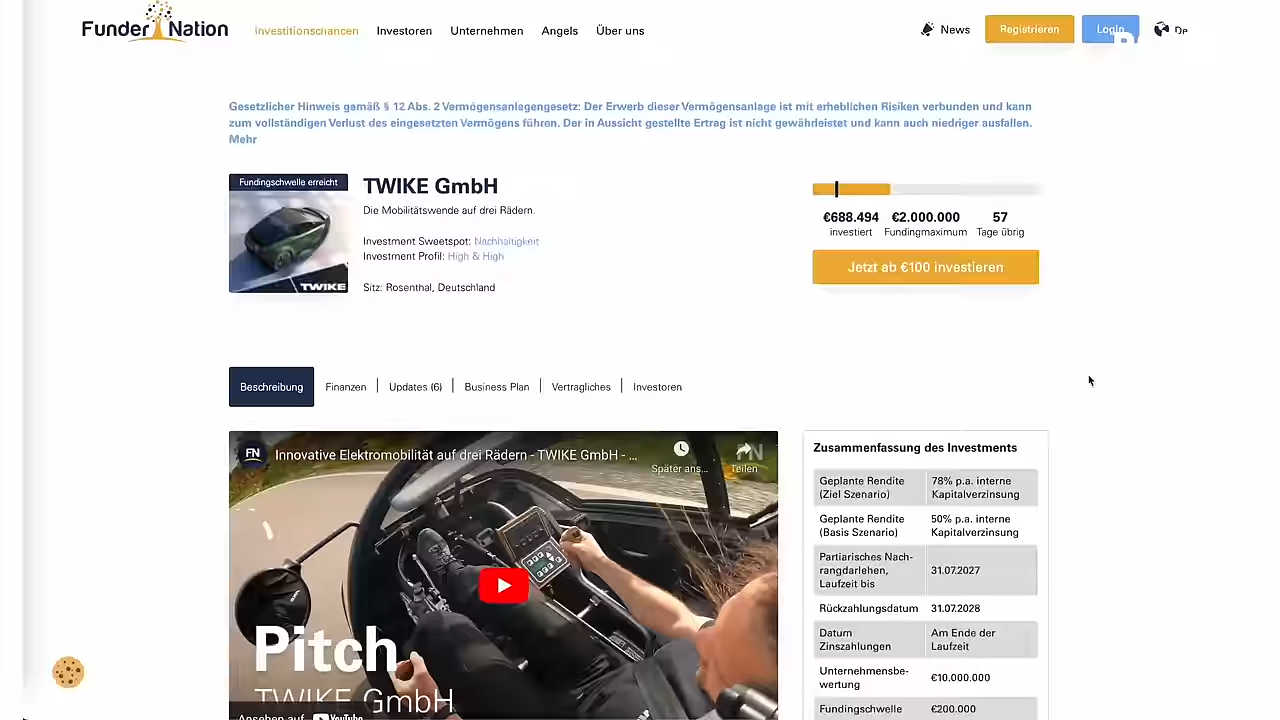 Funder Nation
Investitionschancen
Investoren
Unternehmen
Angels
Über uns
News
Registrieren
Login
De
Gesetzlicher Hinweis gemäß § 12 Abs. 2 Vermögensanlagengesetz: Der Erwerb dieser Vermögensanlage ist mit erheblichen Risiken verbunden und kann
zum vollständigen Verlust des eingesetzten Vermögens führen. Der in Aussicht gestellte Ertrag ist nicht gewährleistet und kann auch niedriger ausfallen.
Mehr
Fundingschwelle erreicht
TWIKE
TWIKE GmbH
Die Mobilitätswende auf drei Rädern.
Investment Sweetspot: Nachhaltigkeit
Investment Profil: High & High
Sitz: Rosenthal, Deutschland
€688.494 €2.000.000 57
investiert Fundingmaximum Tage übrig
Jetzt ab €100 investieren
Beschreibung
Finanzen
Updates (6)
Business Plan
Vertragliches
Investoren
FN
Innovative Elektromobilität auf drei Rädern - TWIKE GmbH - ...
Später ans...
Teilen
FN
Pitch
TWIKE GmbH
Ansehen auf YouTube
Zusammenfassung des Investments
Geplante Rendite
(Ziel Szenario)
78% p.a. interne
Kapitalverzinsung
Geplante Rendite
(Basis Szenario)
50% p.a. interne
Kapitalverzinsung
Partiarisches Nach-
rangdarlehen,
Laufzeit bis
31.07.2027
Rückzahlungsdatum
31.07.2028
Datum
Zinszahlungen
Am Ende der
Laufzeit
Unternehmensbe-
wertung
€10.000.000
Fundingschwelle
€200.000